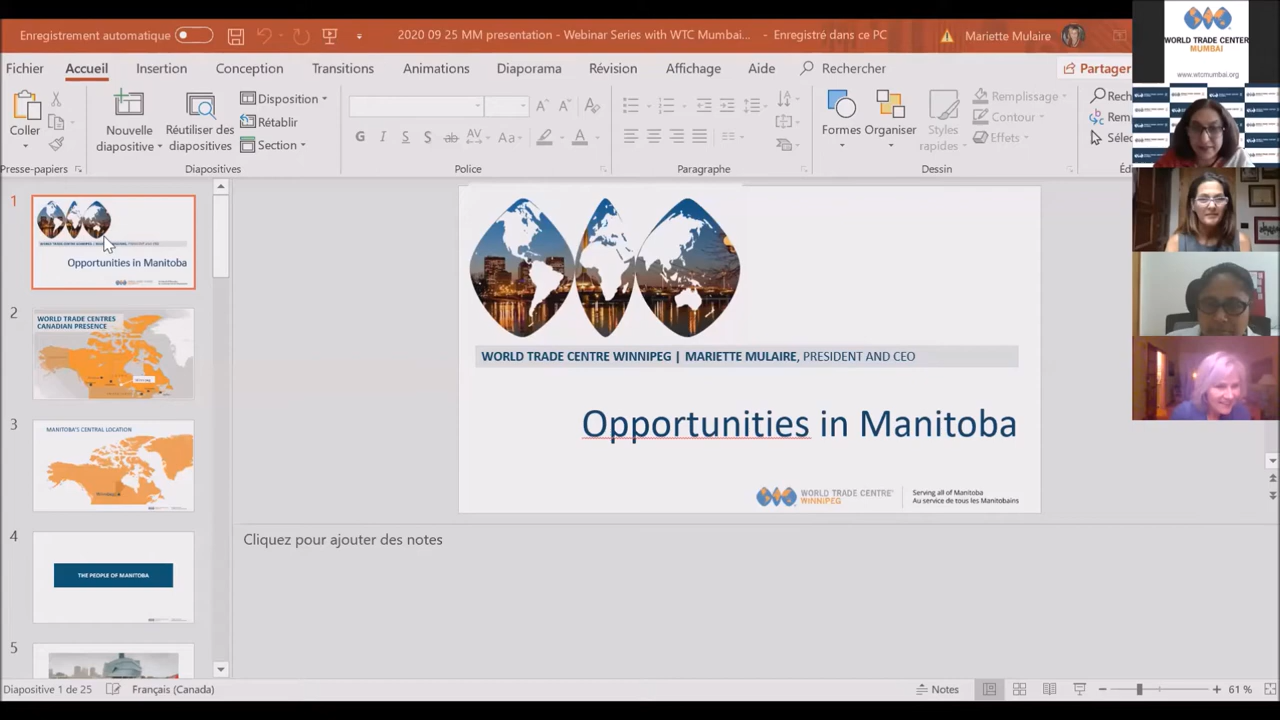 Enregistrement automatique
2020 09 25 MM presentation - Webinar Series with WTC Mumbai... - Enregistré dans ce PC
Mariette Mulaire
Fichier Accueil Insertion Conception Transitions Animations Diaporama Révision Affichage Aide Rechercher Partager
Coller
Nouvelle diapositive
Réutiliser des diapositives
Disposition
Rétablir
Section
G I S S
Formes
Organiser
Styles rapides
Remplissage
Contour
Presse-papiers Diapositives Paragraphe Dessin
WORLD TRADE CENTER
MUMBAI
www.wtcmumbai.org
1
Opportunities in Manitoba
2
WORLD TRADE CENTRES
CANADIAN PRESENCE
3
MANITOBA'S CENTRAL LOCATION
4
THE PEOPLE OF MANITOBA
5
WORLD TRADE CENTRE WINNIPEG | MARIETTE MULAIRE, PRESIDENT AND CEO
Opportunities in Manitoba
WORLD TRADE CENTRE
WINNIPEG
Serving all of Manitoba
Au service de tous les Manitobains
Cliquez pour ajouter des notes
Diapositive 1 de 25 Français (Canada) Notes 61 %